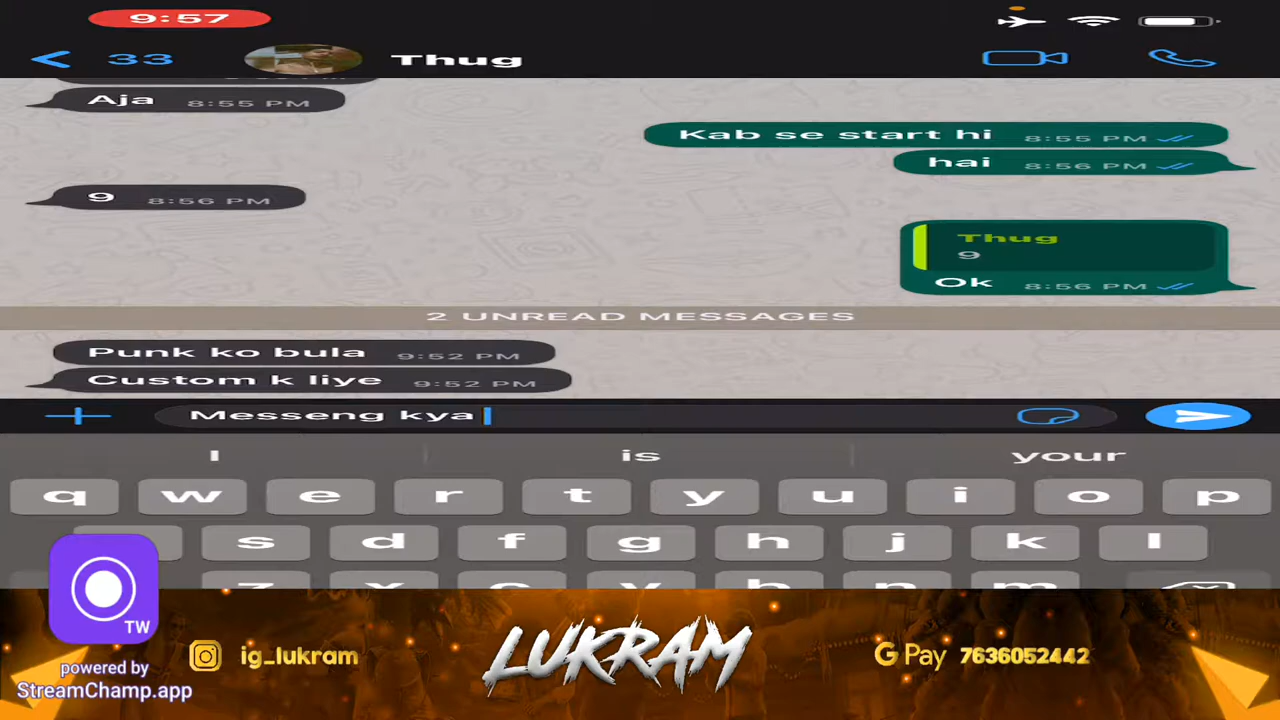 9:57
33
Thug
Aja 8:55 PM
Kab se start hi 8:55 PM
hai 8:56 PM
9 8:56 PM
Thug
9
Ok 8:56 PM
2 UNREAD MESSAGES
Punk ko bula 9:52 PM
Custom k liye 9:52 PM
Messeng kya
I is your
q w e r t y u i o p
s d f g h j k l
z x c v b n m
TW
powered by
StreamChamp.app
ig_lukram
LUKRAM
G Pay 7636052442